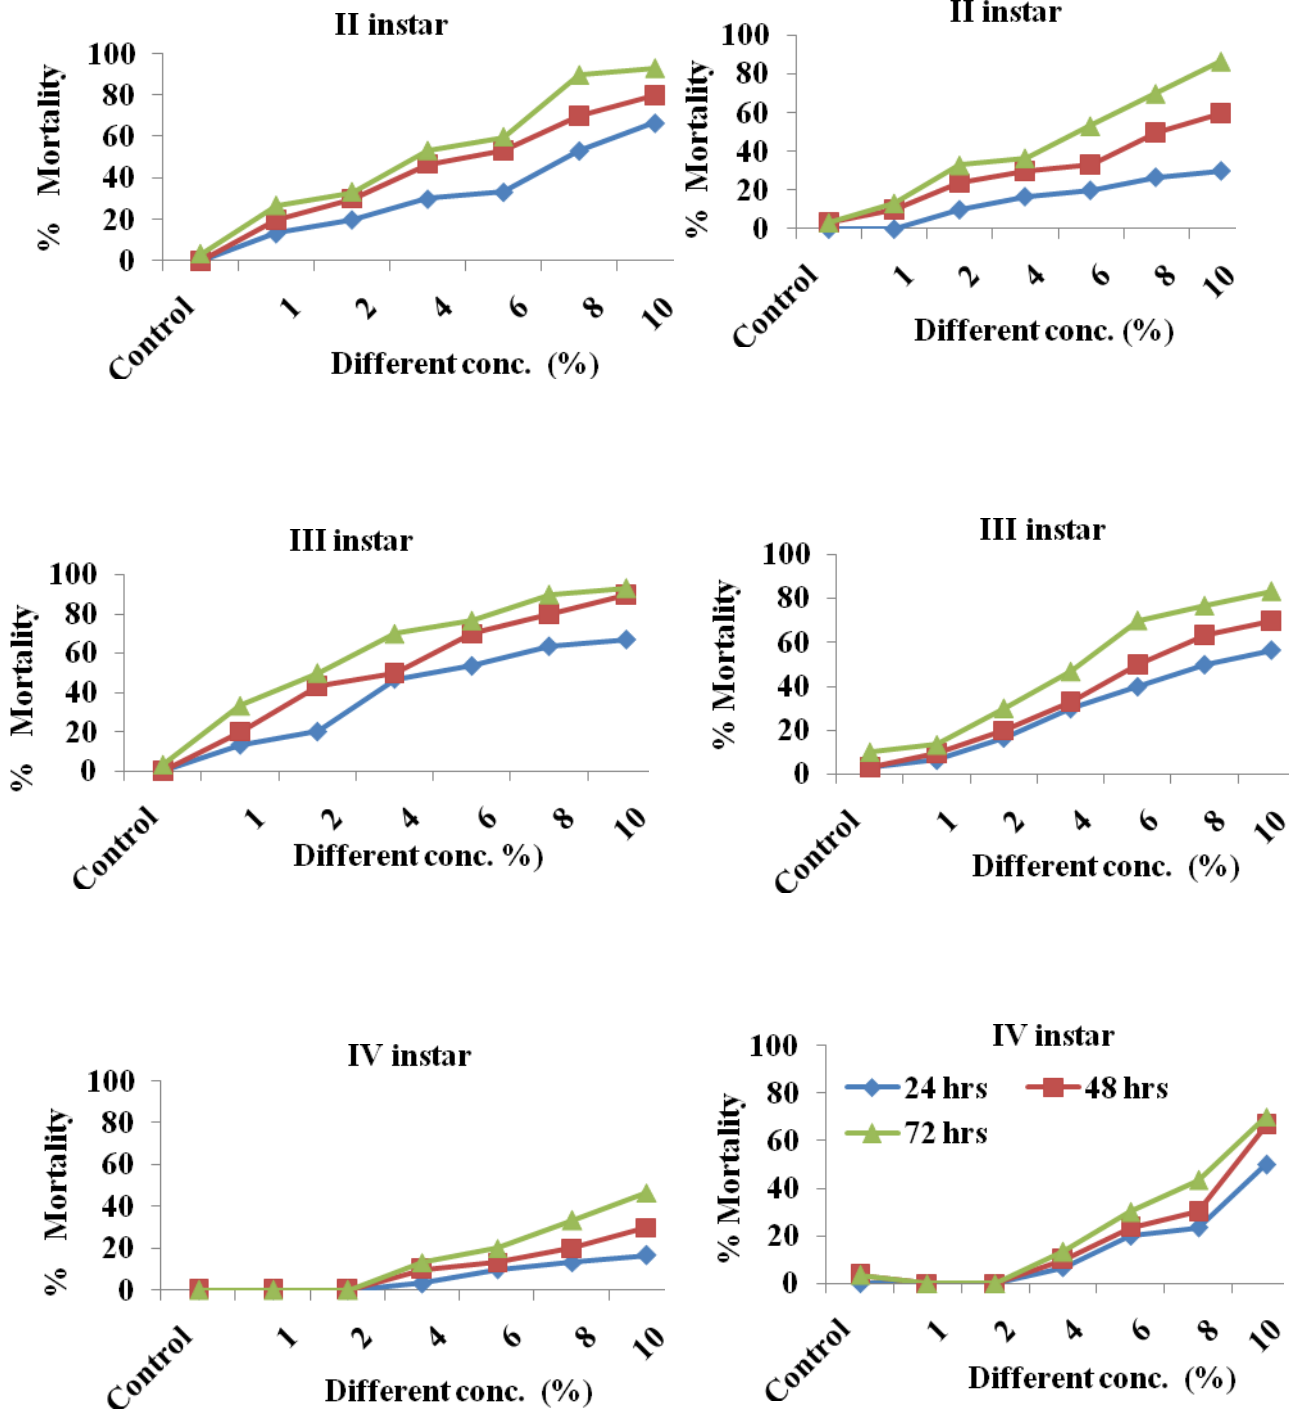 II instar
% Mortality
100
80
60
40
20
0
Control 1 2 4 6 8 10
Different conc. (%)
II instar
% Mortality
100
80
60
40
20
0
Control 1 2 4 6 8 10
Different conc. (%)
III instar
% Mortality
100
80
60
40
20
0
Control 1 2 4 6 8 10
Different conc. %)
III instar
% Mortality
100
80
60
40
20
0
Control 1 2 4 6 8 10
Different conc. (%)
IV instar
% Mortality
100
80
60
40
20
0
Control 1 2 4 6 8 10
Different conc. (%)
IV instar
% Mortality
100
80
60
40
20
0
24 hrs 48 hrs
72 hrs
Control 1 2 4 6 8 10
Different conc. (%)